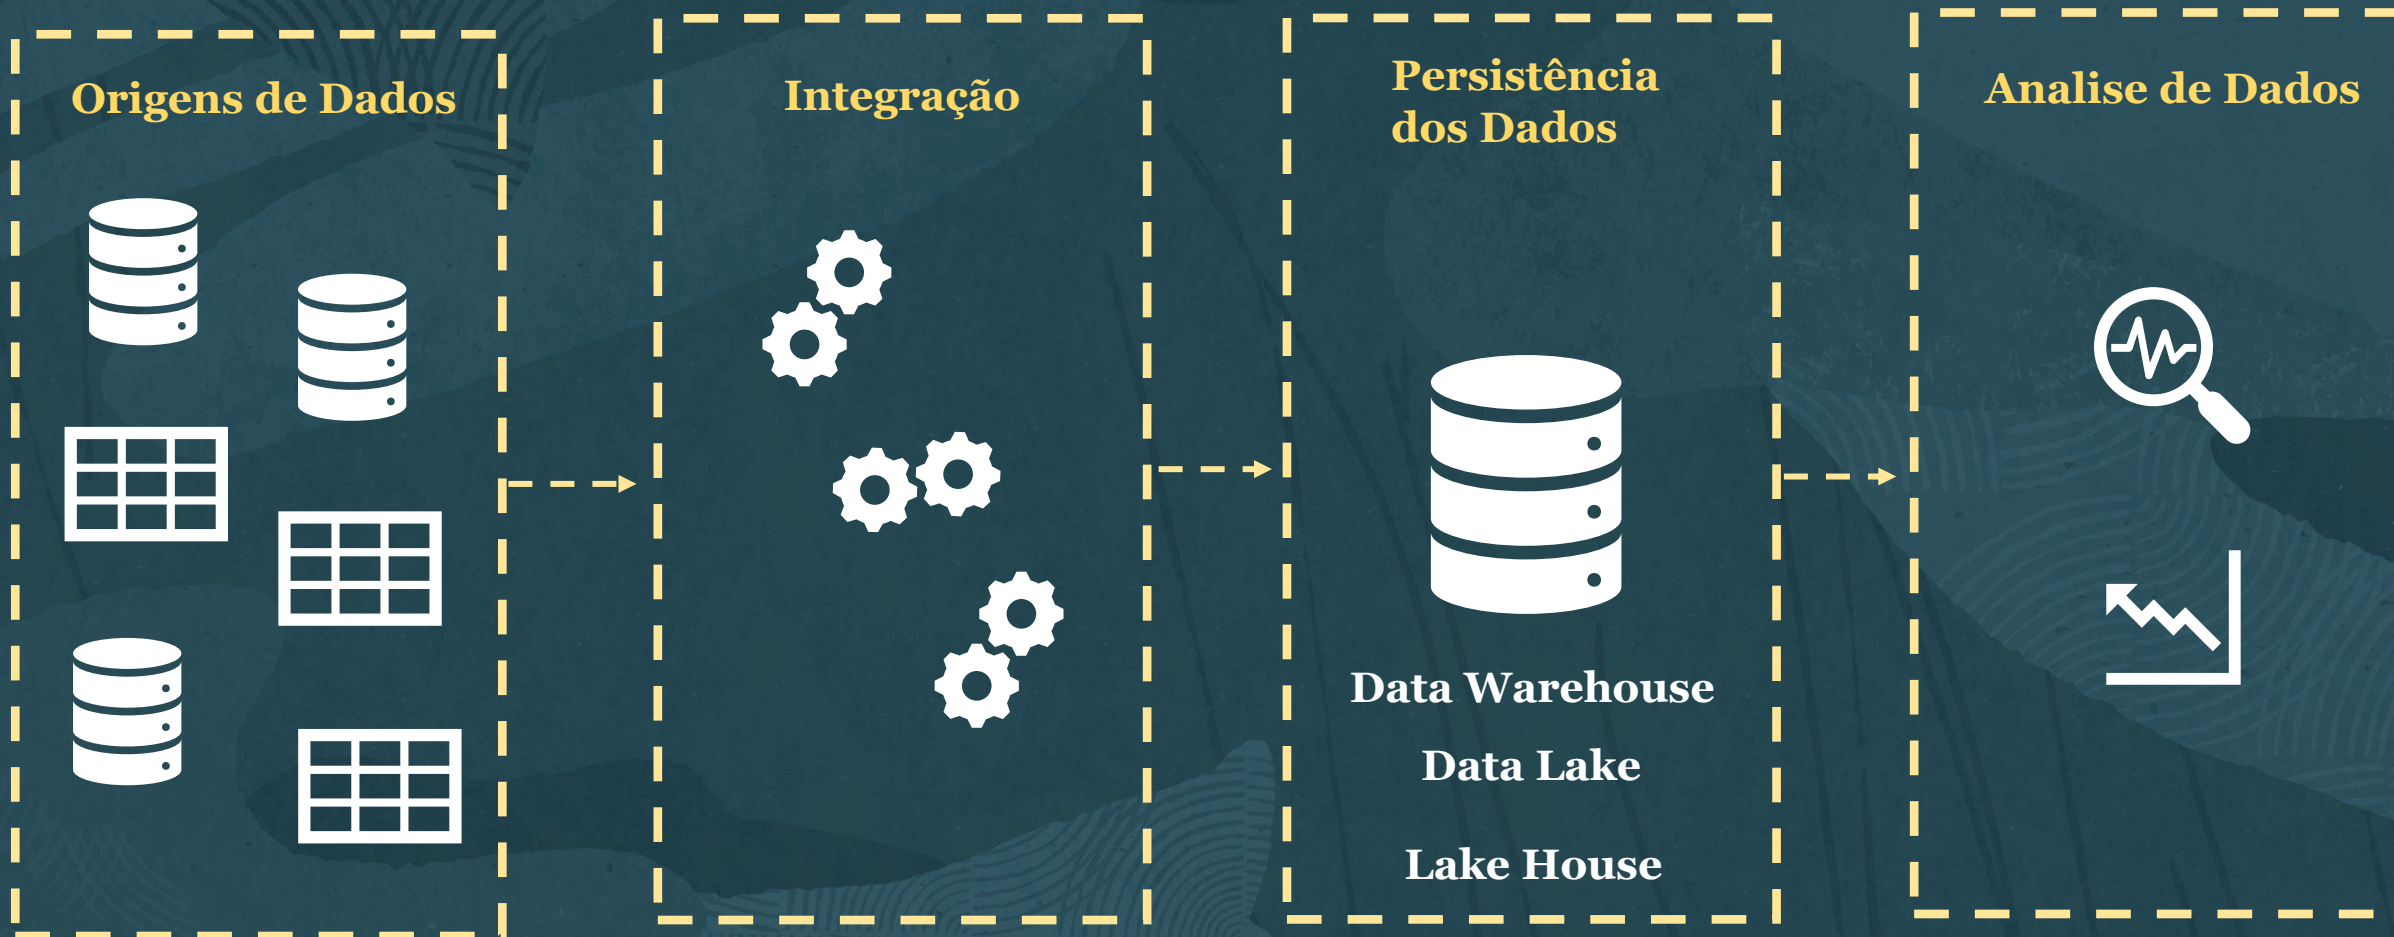 Origens de Dados
Integração
Persistência
dos Dados
Data Warehouse
Data Lake
Lake House
Analise de Dados